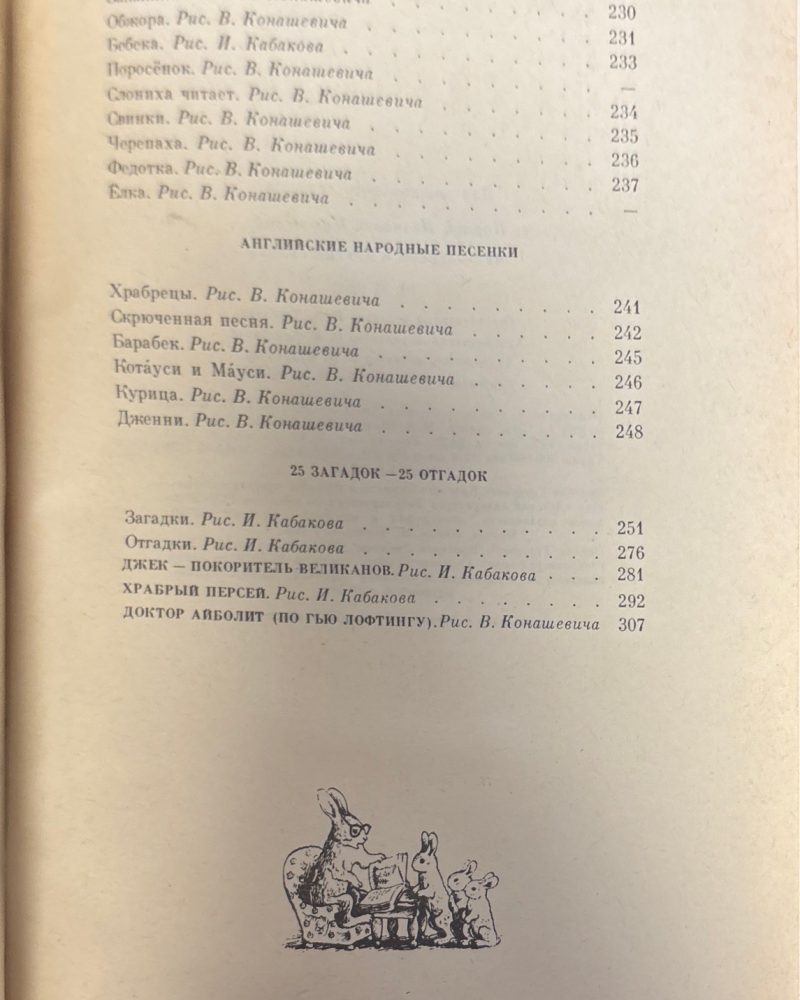 Рис. В. Конашевича . . . . . . . 230
Обжора. Рис. В. Конашевича . . . . . . . 231
Бебека. Рис. И. Кабакова . . . . . . . 233
Поросёнок. Рис. В. Конашевича . . . . . . . —
Слониха читает. Рис. В. Конашевича . . . . . . . 234
Свинки. Рис. В. Конашевича . . . . . . . 235
Черепаха. Рис. В. Конашевича . . . . . . . 236
Федотка. Рис. В. Конашевича . . . . . . . 237
Ёлка. Рис. В. Конашевича . . . . . . . —
АНГЛИЙСКИЕ НАРОДНЫЕ ПЕСЕНКИ
Храбрецы. Рис. В. Конашевича . . . . . . . 241
Скрюченная песня. Рис. В. Конашевича . . . . . . 242
Барабек. Рис. В. Конашевича . . . . . . . . 245
Котáуси и Мáуси. Рис. В. Конашевича . . . . . . 246
Курица. Рис. В. Конашевича . . . . . . . . 247
Дженни. Рис. В. Конашевича . . . . . . . . 248
25 ЗАГАДОК —25 ОТГАДОК
Загадки. Рис. И. Кабакова . . . . . . . . . 251
Отгадки. Рис. И. Кабакова . . . . . . . . . 276
ДЖЕК — ПОКОРИТЕЛЬ ВЕЛИКАНОВ. Рис. И. Кабакова . . . 281
ХРАБРЫЙ ПЕРСЕЙ. Рис. И. Кабакова . . . . . . . 292
ДОКТОР АЙБОЛИТ (ПО ГЬЮ ЛОФТИНГУ). Рис. В. Конашевича 307